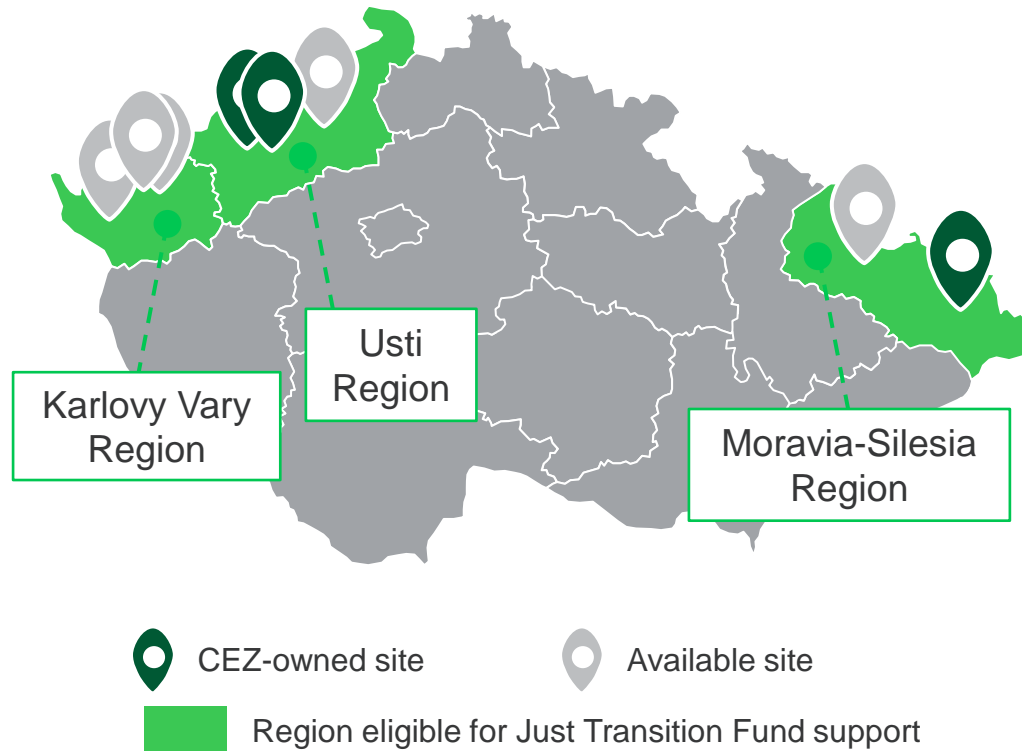 Usti
Region
Karlovy Vary
Region
Moravia-Silesia
Region
CEZ-owned site
Available site
Region eligible for Just Transition Fund support